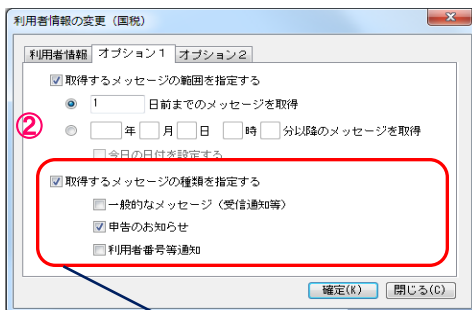 利用者情報の変更（国税）
利用者情報 オプション１ オプション２
取得するメッセージの範囲を指定する
1 日前までのメッセージを取得
②
年 月 日 時 分以降のメッセージを取得
今日の日付を設定する
取得するメッセージの種類を指定する
一般的なメッセージ（受信通知等）
申告のお知らせ
利用者番号等通知
確定(K) 閉じる(C)